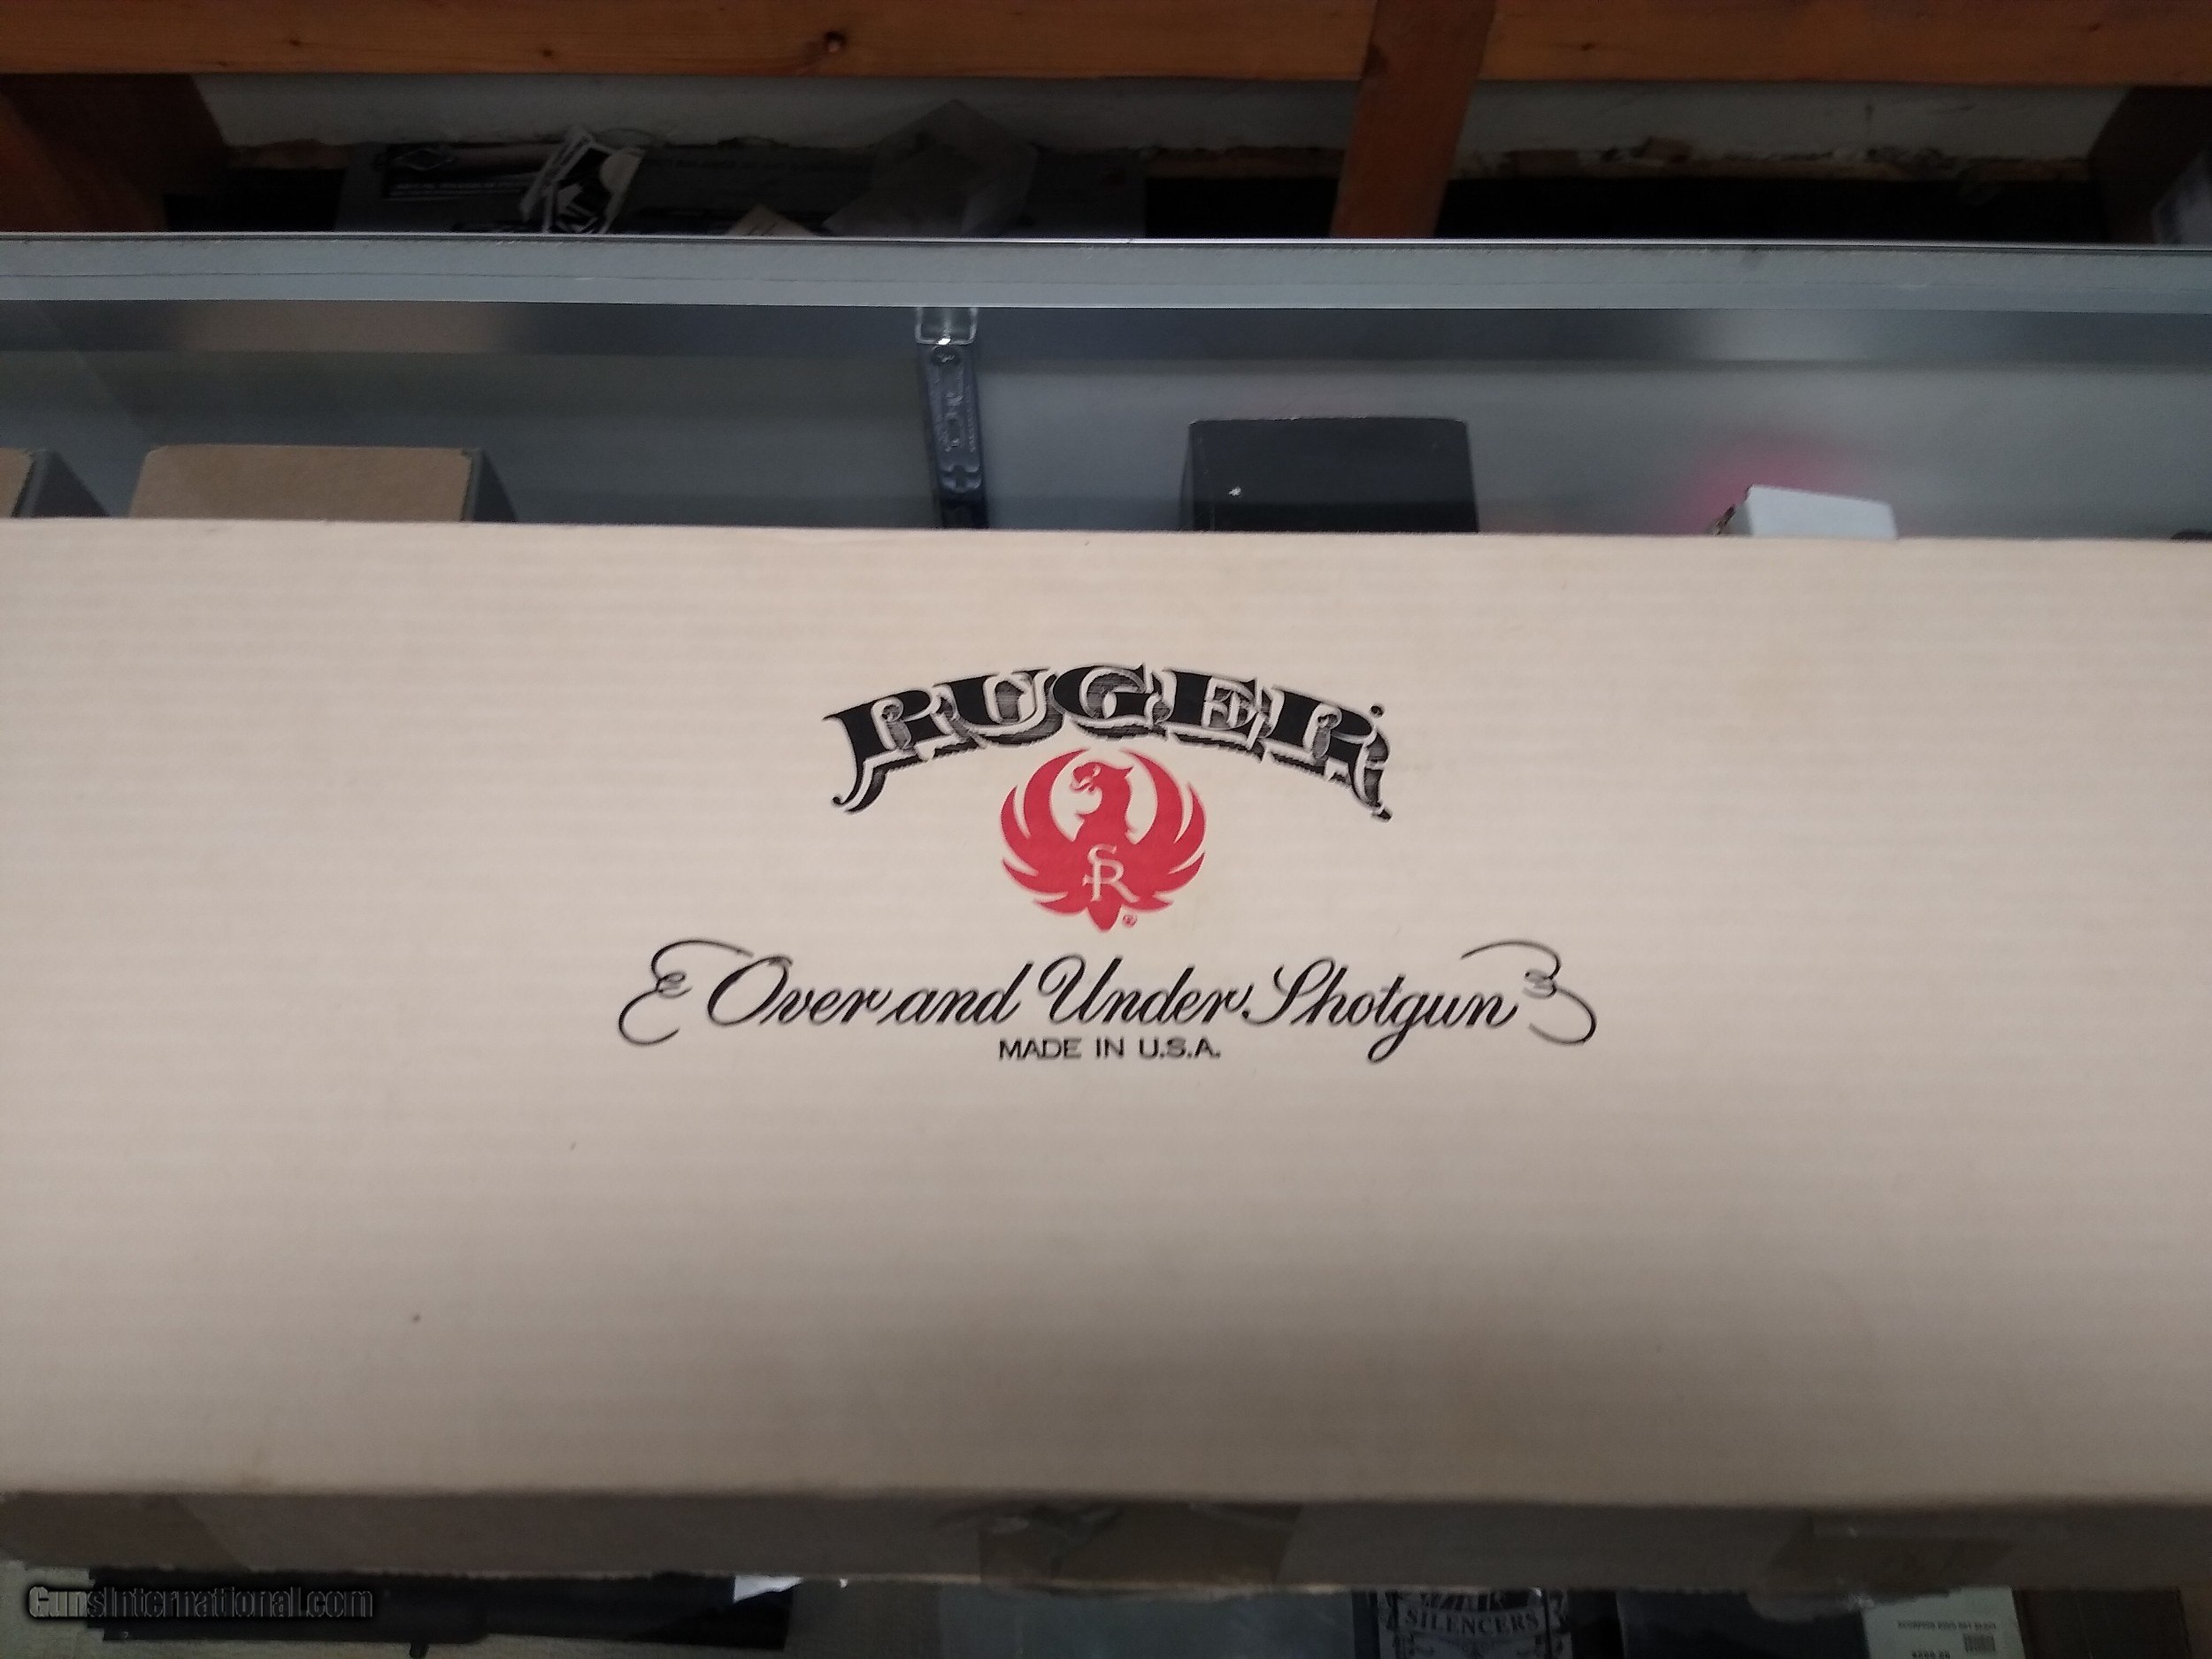 RUGER
SR
®
Over and Under Shotgun
MADE IN U.S.A.
SILENCERS
GunsInternational.com